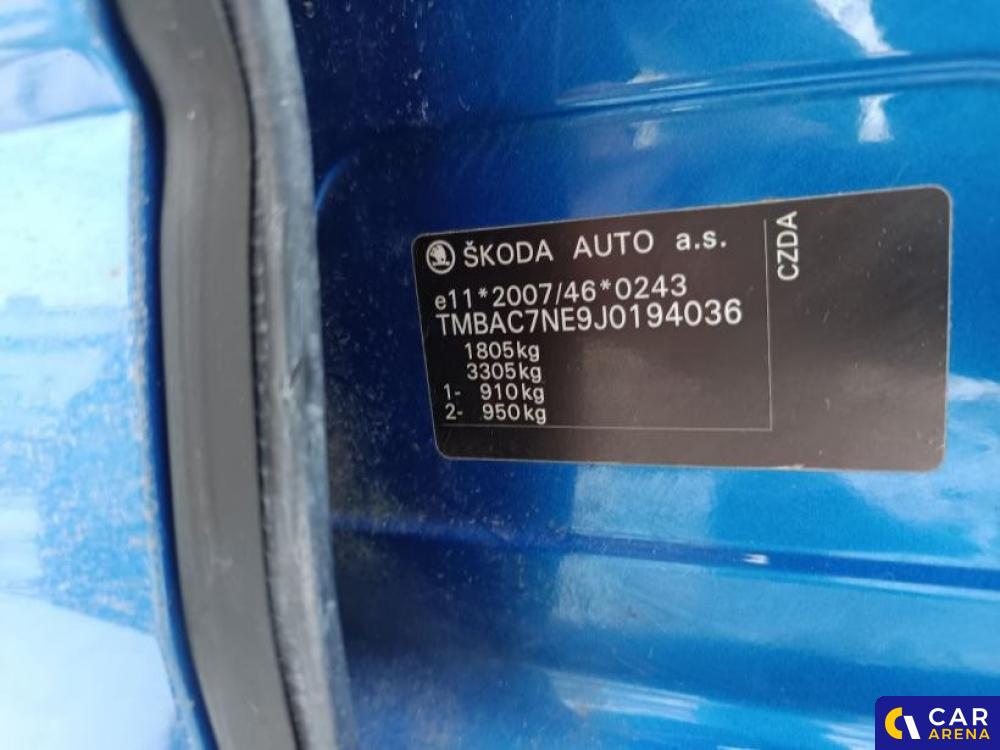 ŠKODA AUTO a.s.
e11*2007/46*0243
TMBAC7NE9J0194036
1805kg
3305kg
1- 910kg
2- 950kg
CZDA
CAR
ARENA